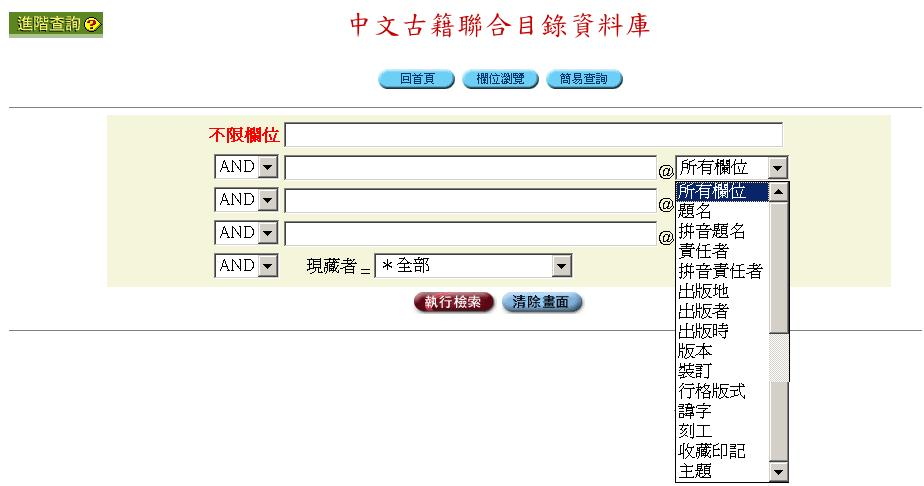 進階查詢
中文古籍聯合目錄資料庫
回首頁 欄位瀏覽 簡易查詢
不限欄位
AND @ 所有欄位
AND @
AND @
AND 現藏者 = *全部
所有欄位
題名
拼音題名
責任者
拼音責任者
出版地
出版者
出版時
版本
裝訂
行格版式
諱字
刻工
收藏印記
主題
執行檢索 清除畫面